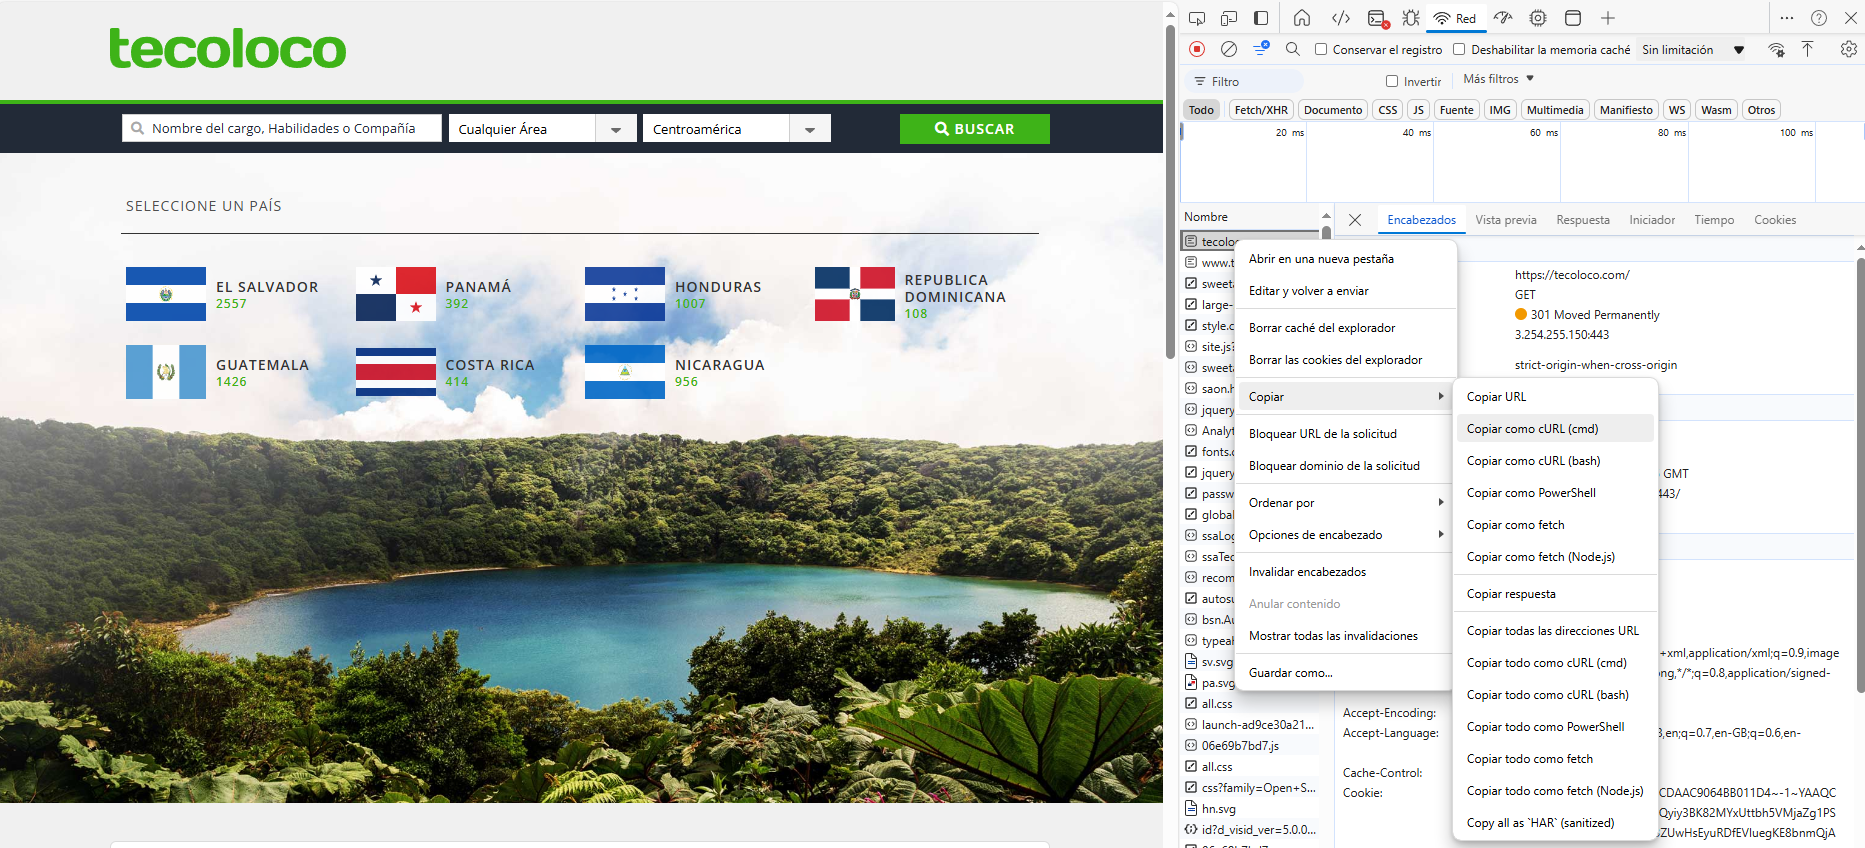 tecoloco
Nombre del cargo, Habilidades o Compañía
Cualquier Área
Centroamérica
BUSCAR
SELECCIONE UN PAÍS
EL SALVADOR
2557
PANAMÁ
392
HONDURAS
1007
REPUBLICA
DOMINICANA
108
GUATEMALA
1426
COSTA RICA
414
NICARAGUA
956
Red
Conservar el registro
Deshabilitar la memoria caché
Sin limitación
Filtro
Invertir
Más filtros
Todo
Fetch/XHR
Documento
CSS
JS
Fuente
IMG
Multimedia
Manifiesto
WS
Wasm
Otros
20 ms
40 ms
60 ms
80 ms
100 ms
Nombre
Encabezados
Vista previa
Respuesta
Iniciador
Tiempo
Cookies
tecolo
www.t
sweeta
large-
style.c
site.js?
sweeta
saon.h
jquery
Analyt
fonts.c
jquery
passw
global
ssaLog
ssaTec
recom
autosu
bsn.Au
typeah
sv.svg
pa.svg
all.css
launch-ad9ce30a21...
06e69b7bd7.js
all.css
css?family=Open+S...
hn.svg
id?d_visid_ver=5.0.0...
Abrir en una nueva pestaña
Editar y volver a enviar
Borrar caché del explorador
Borrar las cookies del explorador
Copiar
Bloquear URL de la solicitud
Bloquear dominio de la solicitud
Ordenar por
Opciones de encabezado
Invalidar encabezados
Anular contenido
Mostrar todas las invalidaciones
Guardar como...
Copiar URL
Copiar como cURL (cmd)
Copiar como cURL (bash)
Copiar como PowerShell
Copiar como fetch
Copiar como fetch (Node.js)
Copiar respuesta
Copiar todas las direcciones URL
Copiar todo como cURL (cmd)
Copiar todo como cURL (bash)
Copiar todo como PowerShell
Copiar todo como fetch
Copiar todo como fetch (Node.js)
Copy all as `HAR` (sanitized)
https://tecoloco.com/
GET
301 Moved Permanently
3.254.255.150:443
strict-origin-when-cross-origin
GMT
443/
+xml,application/xml;q=0.9,image
ng,*/*;q=0.8,application/signed-
Accept-Encoding:
Accept-Language:
3,en;q=0.7,en-GB;q=0.6,en-
Cache-Control:
Cookie:
CDAAC9064BB011D4~-1~YAAQC
Qyiy3BK82MYxUttbh5VMjaZg1PS